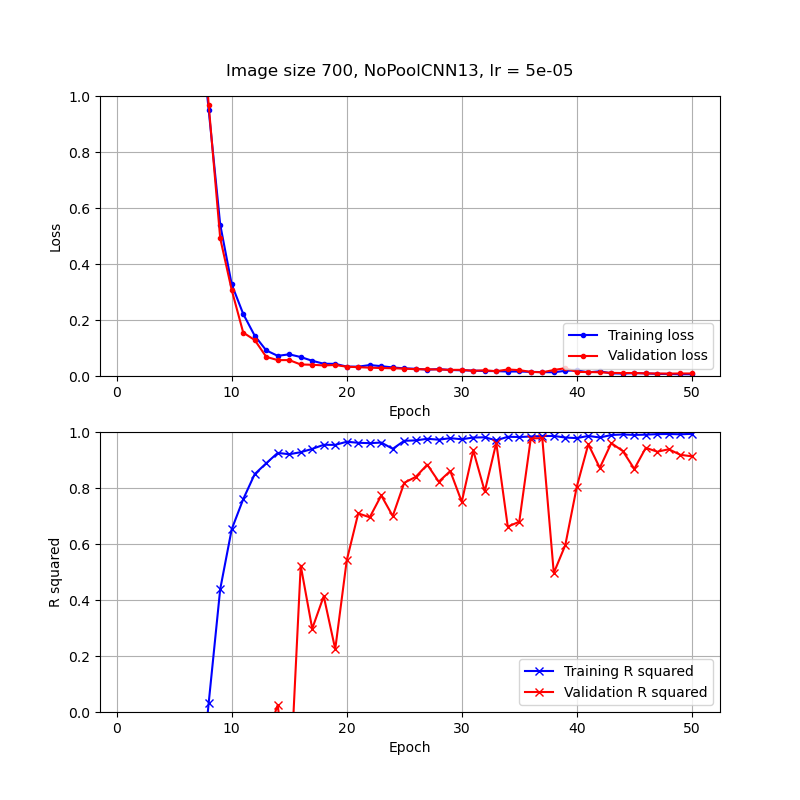 Image size 700, NoPoolCNN13, lr = 5e-05
1.0
0.8
0.6
0.4
0.2
0.0
Loss
Training loss
Validation loss
0 10 20 30 40 50
Epoch
1.0
0.8
0.6
0.4
0.2
0.0
R squared
Training R squared
Validation R squared
0 10 20 30 40 50
Epoch